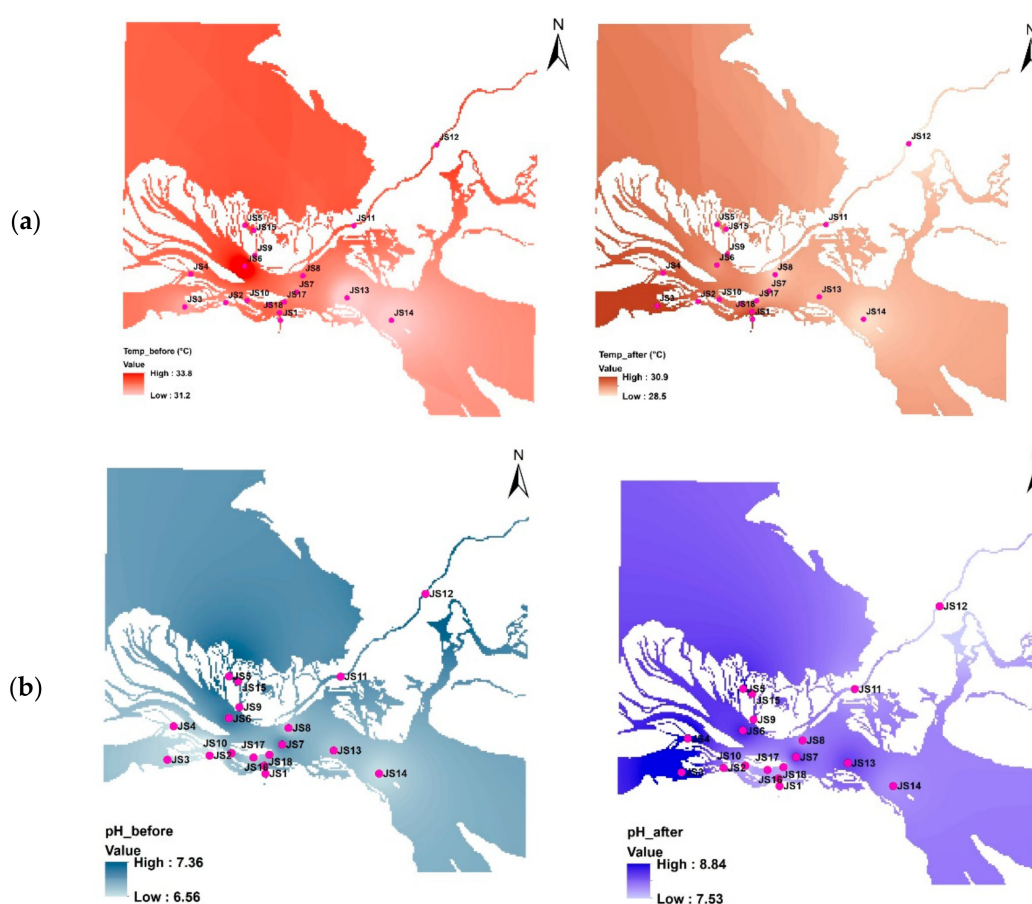 (a)
N
JS12
JS5
JS15
JS11
JS9
JS6
JS4
JS8
JS7
JS10
JS17
JS13
JS3
JS2
JS18
JS1
JS14
Temp_before (°C)
Value
High : 33.8
Low : 31.2
N
JS12
JS5
JS15
JS11
JS9
JS6
JS4
JS8
JS7
JS10
JS17
JS13
JS3
JS2
JS18
JS1
JS14
Temp_after (°C)
Value
High : 30.9
Low : 28.5
(b)
N
JS12
JS5
JS15
JS11
JS9
JS6
JS4
JS8
JS10
JS17
JS7
JS13
JS3
JS2
JS16
JS18
JS1
JS14
pH_before
Value
High : 7.36
Low : 6.56
JS12
JS5
JS15
JS11
JS9
JS6
JS4
JS8
JS10
JS17
JS7
JS13
JS3
JS2
JS16
JS18
JS1
JS14
pH_after
Value
High : 8.84
Low : 7.53